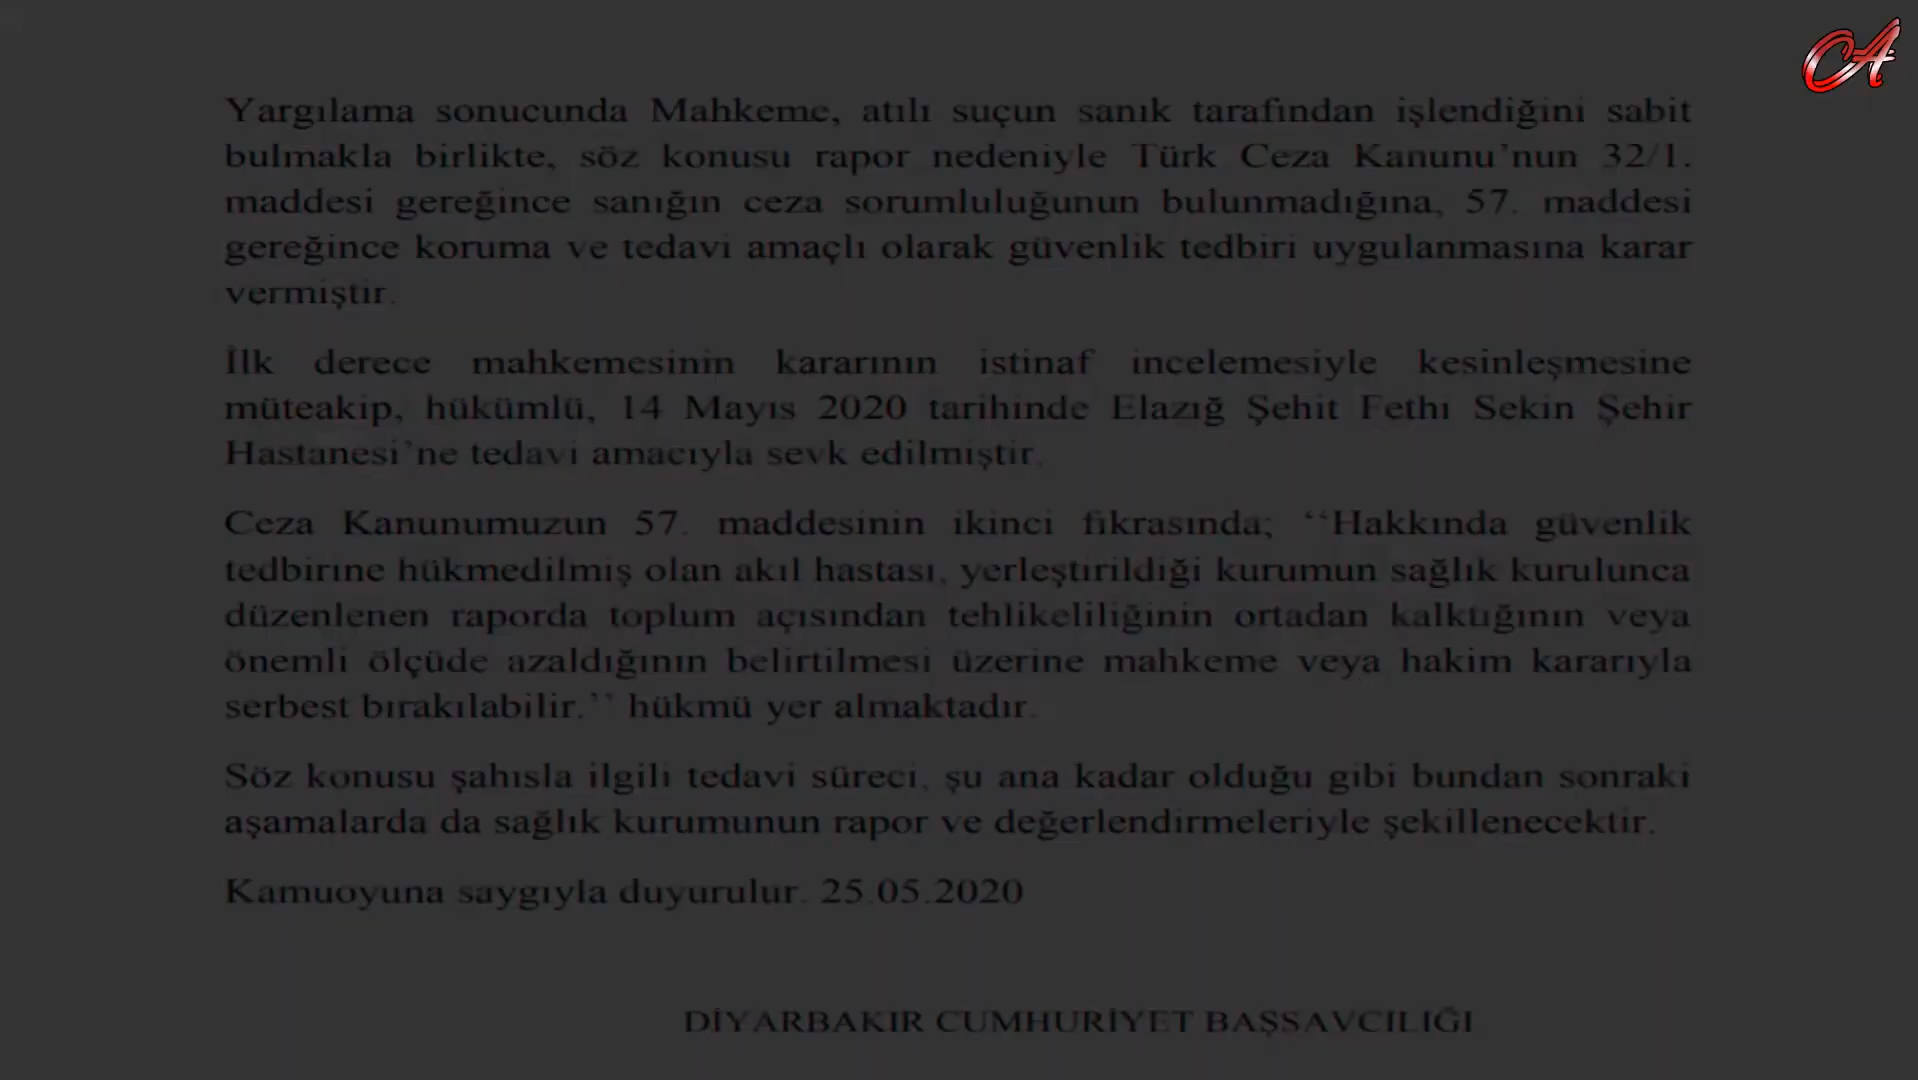 CA
Yargılama sonucunda Mahkeme, atılı suçun sanık tarafından işlendiğini sabit
bulmakla birlikte, söz konusu rapor nedeniyle Türk Ceza Kanunu’nun 32/1.
maddesi gereğince sanığın ceza sorumluluğunun bulunmadığına, 57. maddesi
gereğince koruma ve tedavi amaçlı olarak güvenlik tedbiri uygulanmasına karar
vermiştir.
İlk derece mahkemesinin kararının istinaf incelemesiyle kesinleşmesine
müteakip, hükümlü, 14 Mayıs 2020 tarihinde Elazığ Şehit Fethi Sekin Şehir
Hastanesi’ne tedavi amacıyla sevk edilmiştir.
Ceza Kanunumuzun 57. maddesinin ikinci fıkrasında; ‘‘Hakkında güvenlik
tedbirine hükmedilmiş olan akıl hastası, yerleştirildiği kurumun sağlık kurulunca
düzenlenen raporda toplum açısından tehlikeliliğinin ortadan kalktığının veya
önemli ölçüde azaldığının belirtilmesi üzerine mahkeme veya hakim kararıyla
serbest bırakılabilir.’’ hükmü yer almaktadır.
Söz konusu şahısla ilgili tedavi süreci, şu ana kadar olduğu gibi bundan sonraki
aşamalarda da sağlık kurumunun rapor ve değerlendirmeleriyle şekillenecektir.
Kamuoyuna saygıyla duyurulur. 25.05.2020
DİYARBAKIR CUMHURİYET BAŞSAVCILIĞI